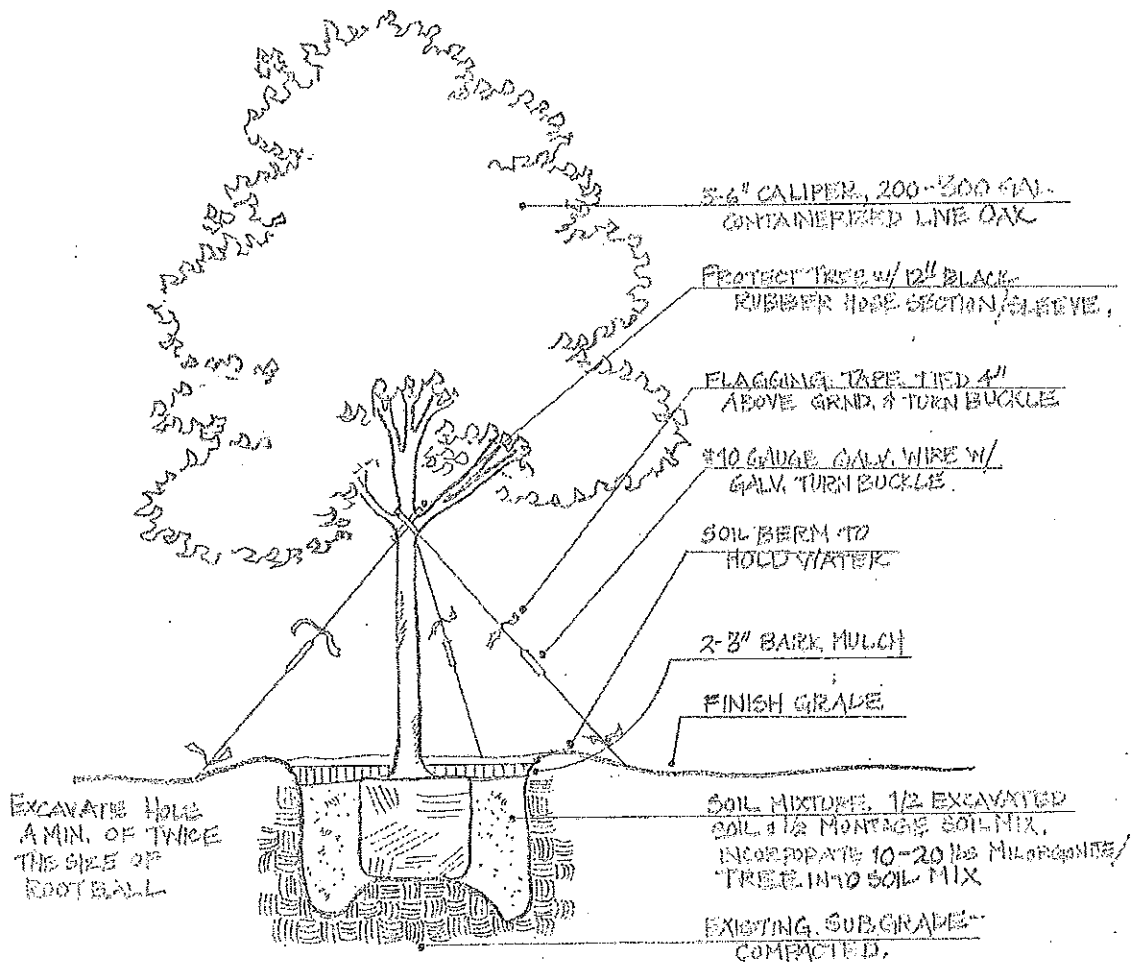 5-6" CALIPER, 200-300 GAL.
CONTAINERIZED LIVE OAK
PROTECT TREE W/ 12" BLACK
RUBBER HOSE SECTION/SLEEVE.
FLAGGING TAPE TIED 4"
ABOVE GRND. & TURN BUCKLE
#10 GAUGE GALV. WIRE W/
GALV. TURN BUCKLE.
SOIL BERM TO
HOLD WATER
2-3" BARK MULCH
FINISH GRADE
EXCAVATE HOLE
A MIN. OF TWICE
THE SIZE OF
ROOT BALL
SOIL MIXTURE. 1/2 EXCAVATED
SOIL & 1/2 MONTAGE SOIL MIX.
INCORPORATE 10-20 lbs MILORGONITE/
TREE INTO SOIL MIX
EXISTING SUBGRADE--
COMPACTED.